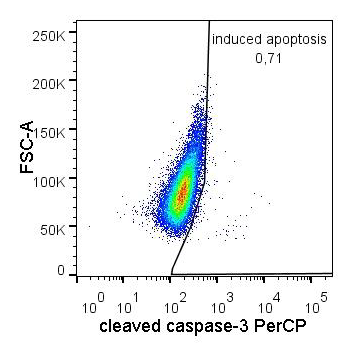 250K
induced apoptosis
0,71
200K
150K
FSC-A
100K
50K
0
10^0 10^1 10^2 10^3 10^4 10^5
cleaved caspase-3 PerCP